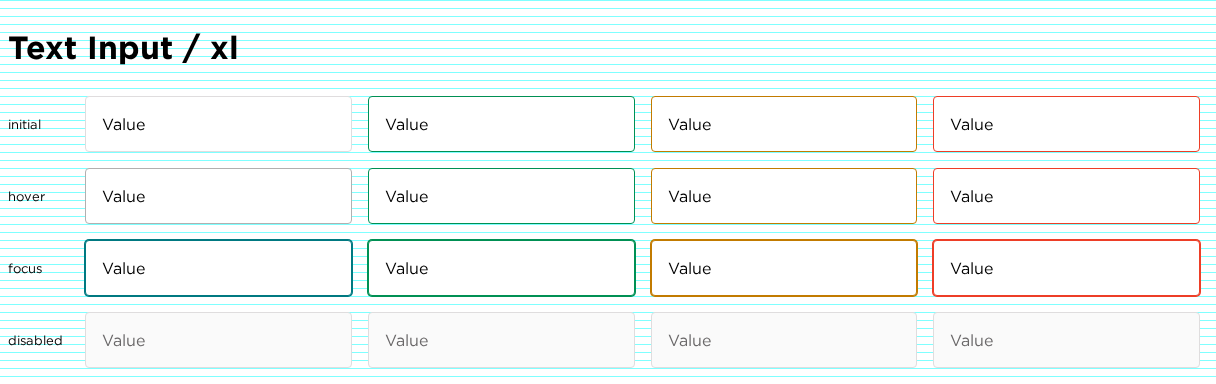 Text Input / xl
initial Value Value Value Value
hover Value Value Value Value
focus Value Value Value Value
disabled Value Value Value Value